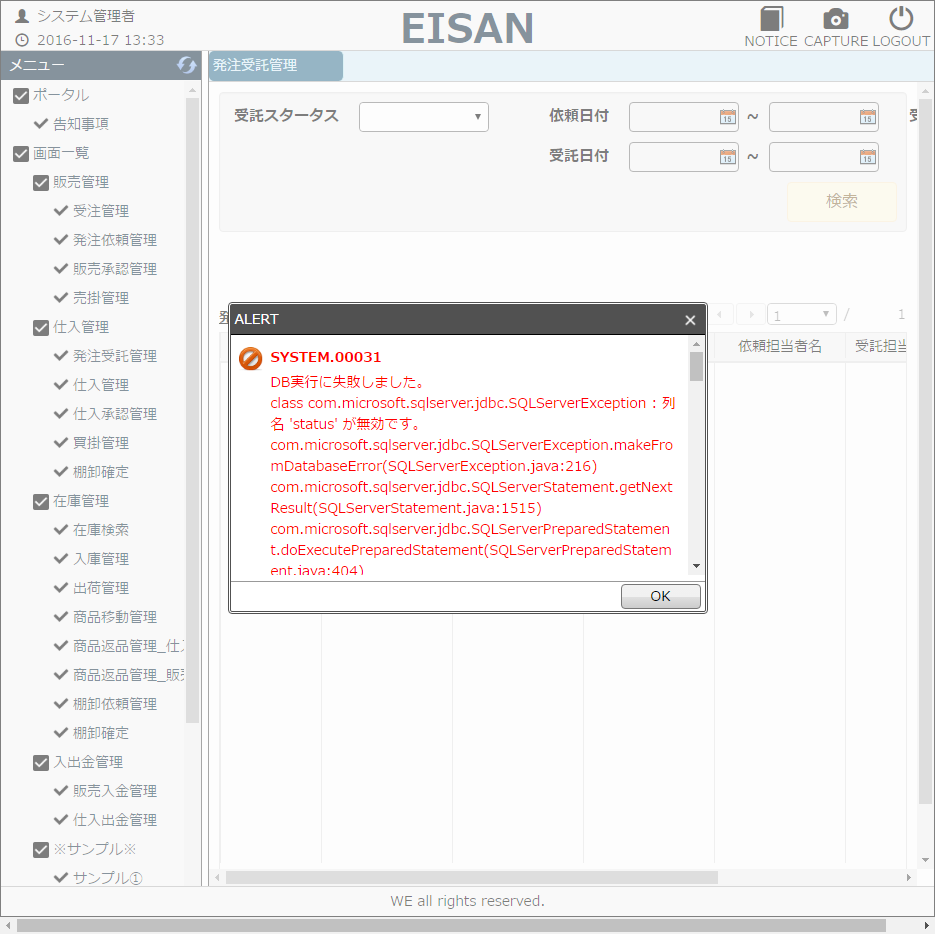 システム管理者
2016-11-17 13:33
EISAN
NOTICE CAPTURE LOGOUT
メニュー
発注受託管理
ポータル
告知事項
画面一覧
販売管理
受注管理
発注依頼管理
販売承認管理
売掛管理
仕入管理
発注受託管理
仕入管理
仕入承認管理
買掛管理
棚卸確定
在庫管理
在庫検索
入庫管理
出荷管理
商品移動管理
商品返品管理_仕入
商品返品管理_販売
棚卸依頼管理
棚卸確定
入出金管理
販売入金管理
仕入出金管理
※サンプル※
サンプル①
受託スタータス
依頼日付 15 ~ 15
受託日付 15 ~ 15
検索
1 / 1
依頼担当者名 受託担当
ALERT
SYSTEM.00031
DB実行に失敗しました。
class com.microsoft.sqlserver.jdbc.SQLServerException : 列
名 'status' が無効です。
com.microsoft.sqlserver.jdbc.SQLServerException.makeFro
mDatabaseError(SQLServerException.java:216)
com.microsoft.sqlserver.jdbc.SQLServerStatement.getNext
Result(SQLServerStatement.java:1515)
com.microsoft.sqlserver.jdbc.SQLServerPreparedStatemen
t.doExecutePreparedStatement(SQLServerPreparedStatem
ent.java:404)
OK
WE all rights reserved.